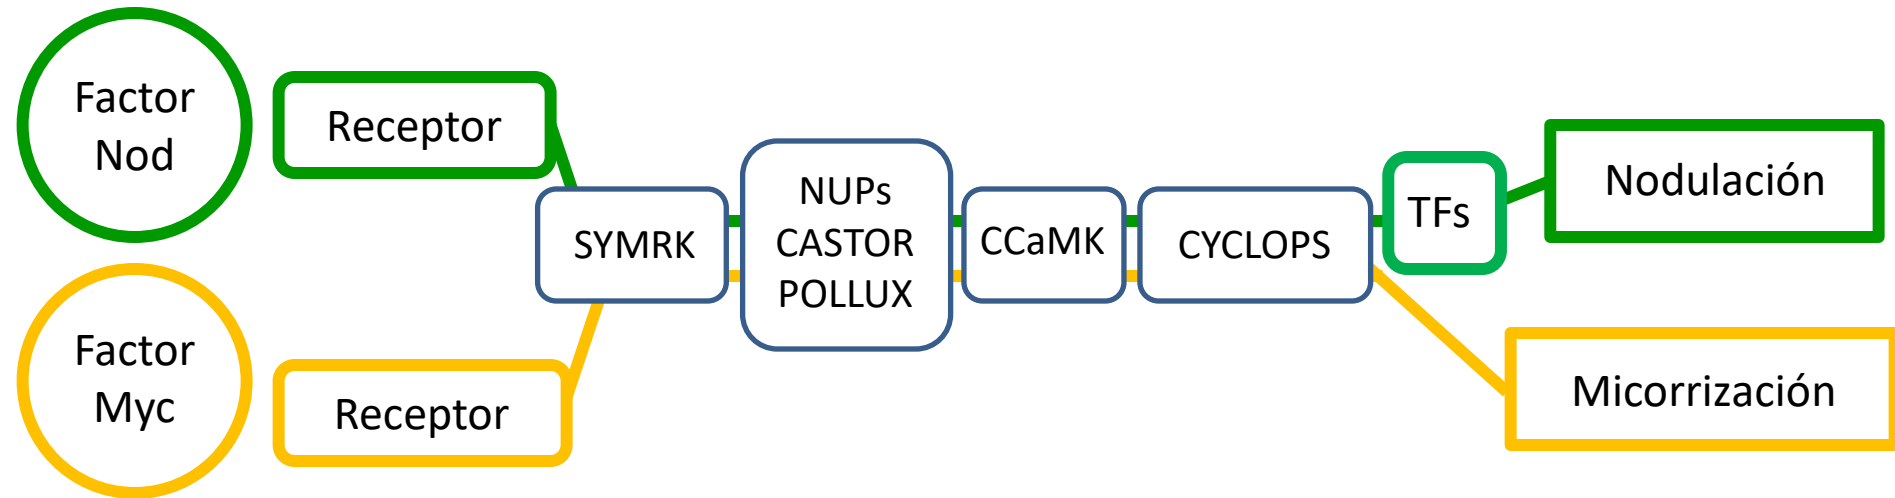 Factor
Nod
Receptor
SYMRK
NUPs
CASTOR
POLLUX
CCaMK
CYCLOPS
TFs
Nodulación
Factor
Myc
Receptor
Micorrización